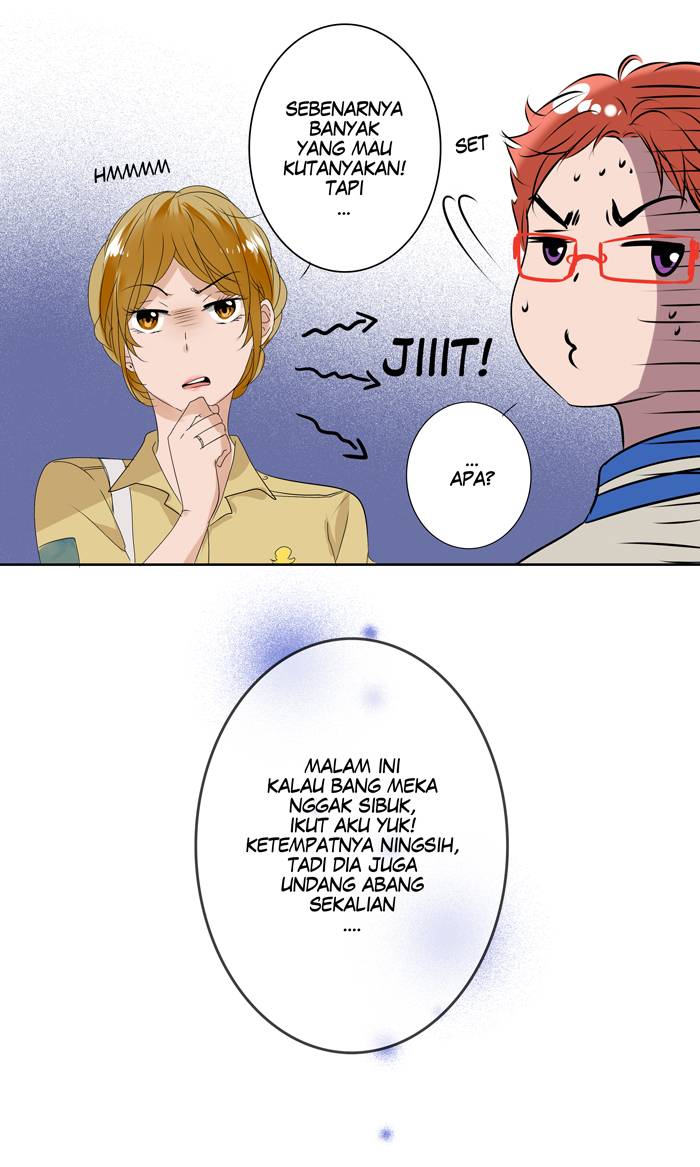 SEBENARNYA
BANYAK
YANG MAU
KUTANYAKAN!
TAPI
...
SET
HMMMMM
JIIIT!
...
APA?
MALAM INI
KALAU BANG MEKA
NGGAK SIBUK,
IKUT AKU YUK!
KETEMPATNYA NINGSIH,
TADI DIA JUGA
UNDANG ABANG
SEKALIAN
....